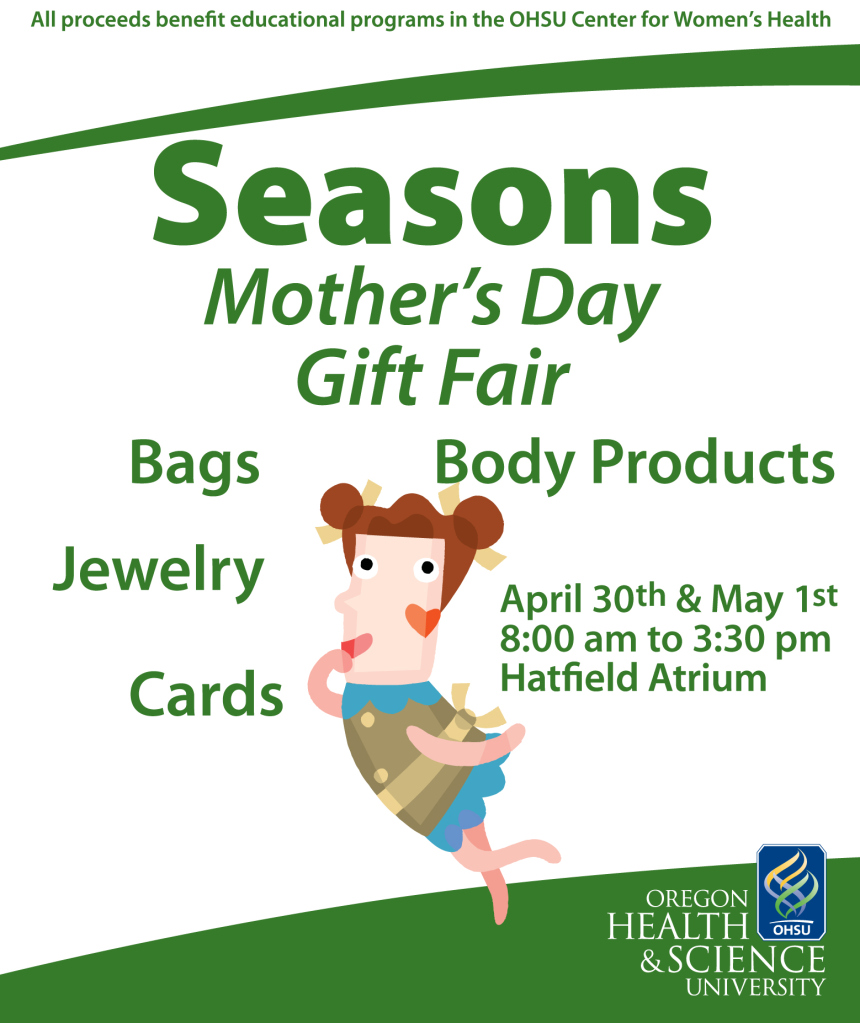 All proceeds benefit educational programs in the OHSU Center for Women's Health
Seasons
Mother's Day
Gift Fair
Bags
Body Products
Jewelry
Cards
April 30th & May 1st
8:00 am to 3:30 pm
Hatfield Atrium
OHSU
OREGON
HEALTH
& SCIENCE
UNIVERSITY